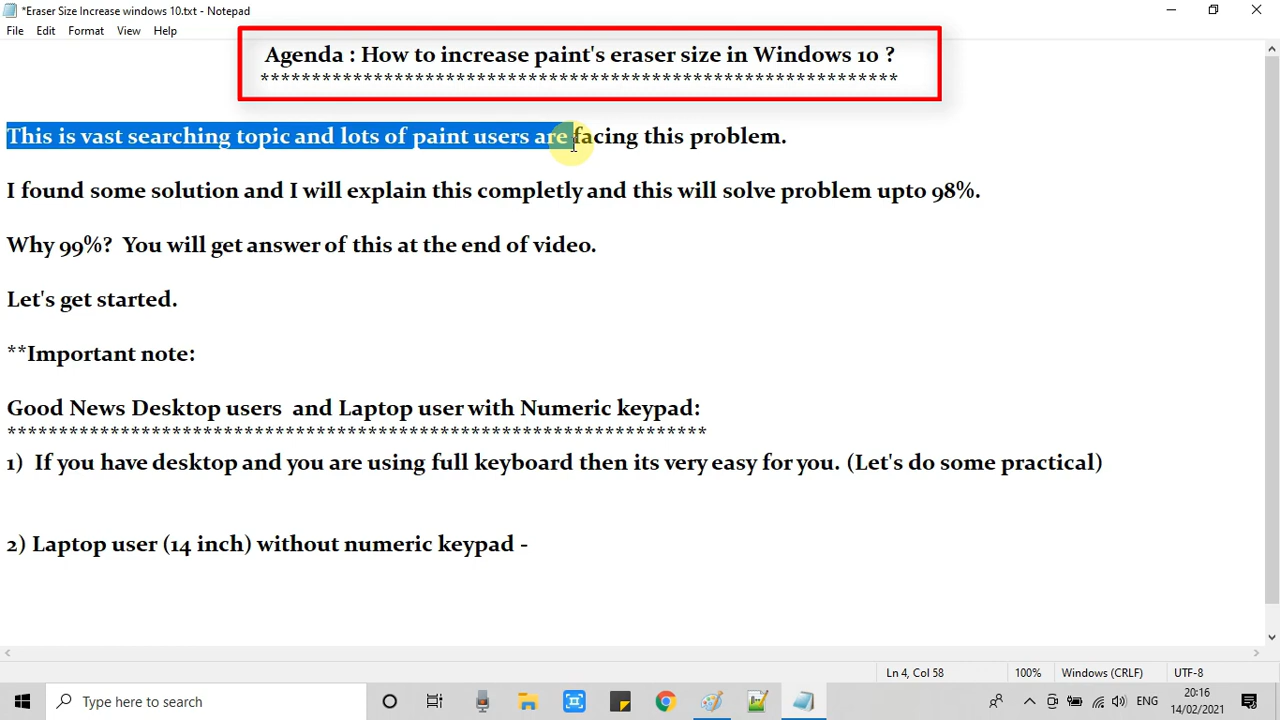 *Eraser Size Increase windows 10.txt - Notepad
File Edit Format View Help
Agenda : How to increase paint's eraser size in Windows 10 ?
**************************************************************
This is vast searching topic and lots of paint users are facing this problem.
I found some solution and I will explain this completly and this will solve problem upto 98%.
Why 99%?  You will get answer of this at the end of video.
Let's get started.
**Important note:
Good News Desktop users  and Laptop user with Numeric keypad:
********************************************************************
1)  If you have desktop and you are using full keyboard then its very easy for you. (Let's do some practical)
2) Laptop user (14 inch) without numeric keypad -
Ln 4, Col 58 100% Windows (CRLF) UTF-8
Type here to search ENG 20:16
14/02/2021